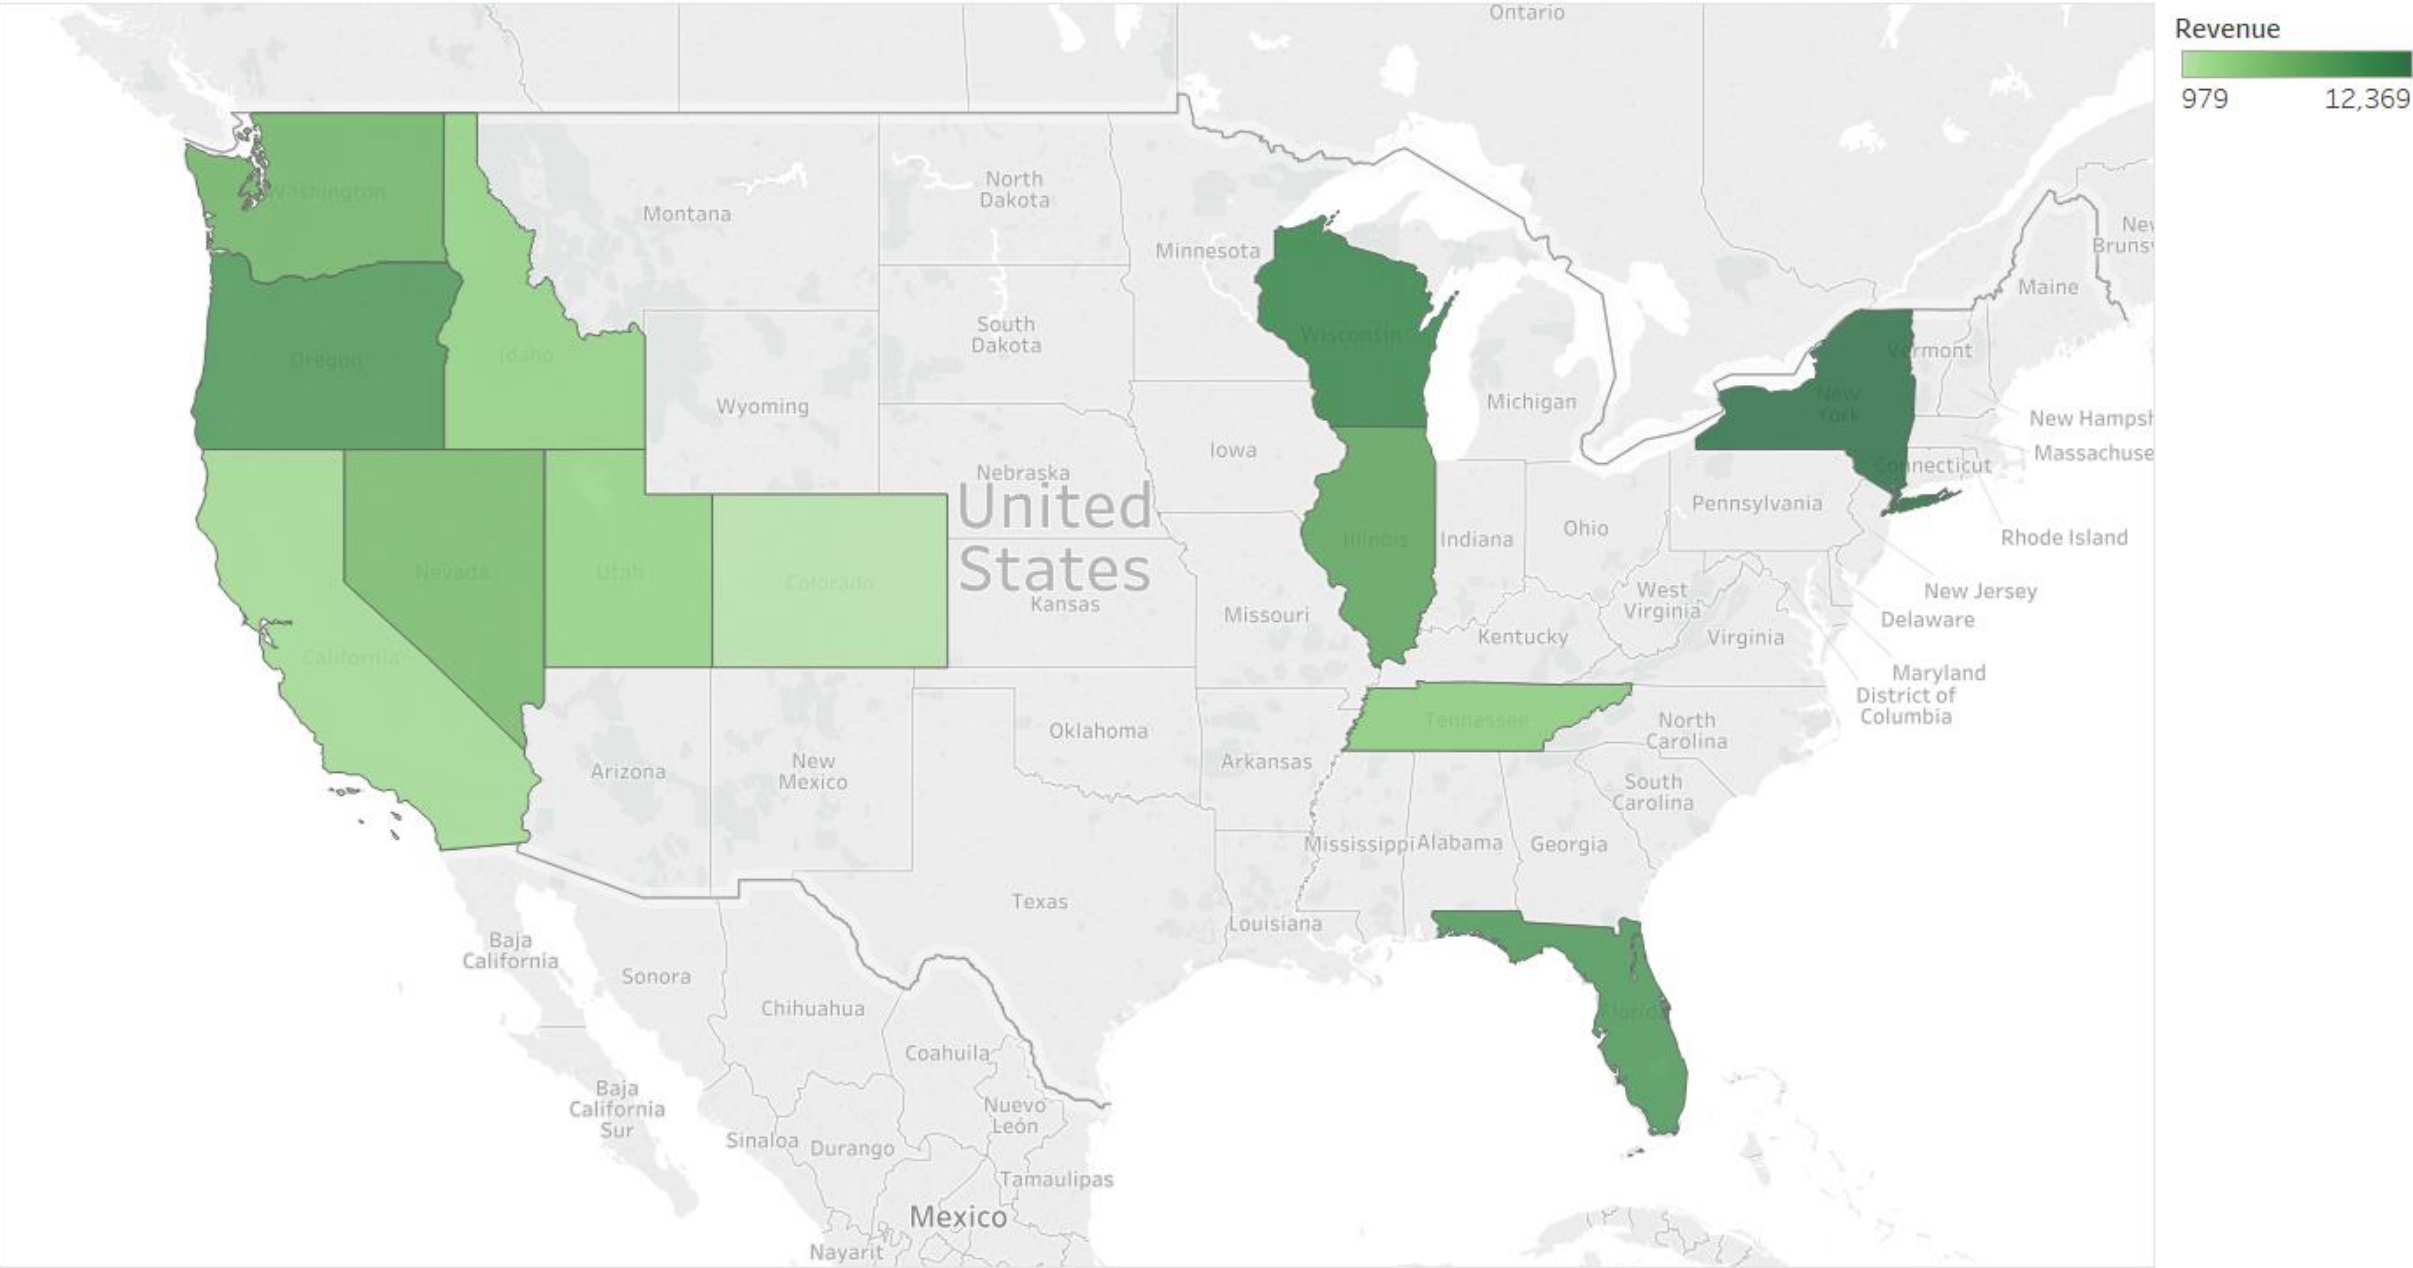 Ontario
Revenue
979 12,369
Washington
Montana
North
Dakota
Minnesota
New
Brunsw
Maine
South
Dakota
Oregon
Idaho
Wisconsin
Vermont
Wyoming
Michigan
New
York
New Hampsh
Massachuse
Iowa
Nebraska
Connecticut
United
States
Pennsylvania
Ohio
Indiana
Illinois
Rhode Island
Nevada
Utah
Colorado
Kansas
Missouri
West
Virginia
New Jersey
Delaware
Kentucky
Virginia
California
Maryland
District of
Columbia
Tennessee
North
Carolina
Oklahoma
Arkansas
New
Mexico
Arizona
South
Carolina
Mississippi
Alabama
Georgia
Texas
Louisiana
Baja
California
Sonora
Chihuahua
Florida
Coahuila
Baja
California
Sur
Nuevo
León
Sinaloa
Durango
Tamaulipas
Mexico
Nayarit